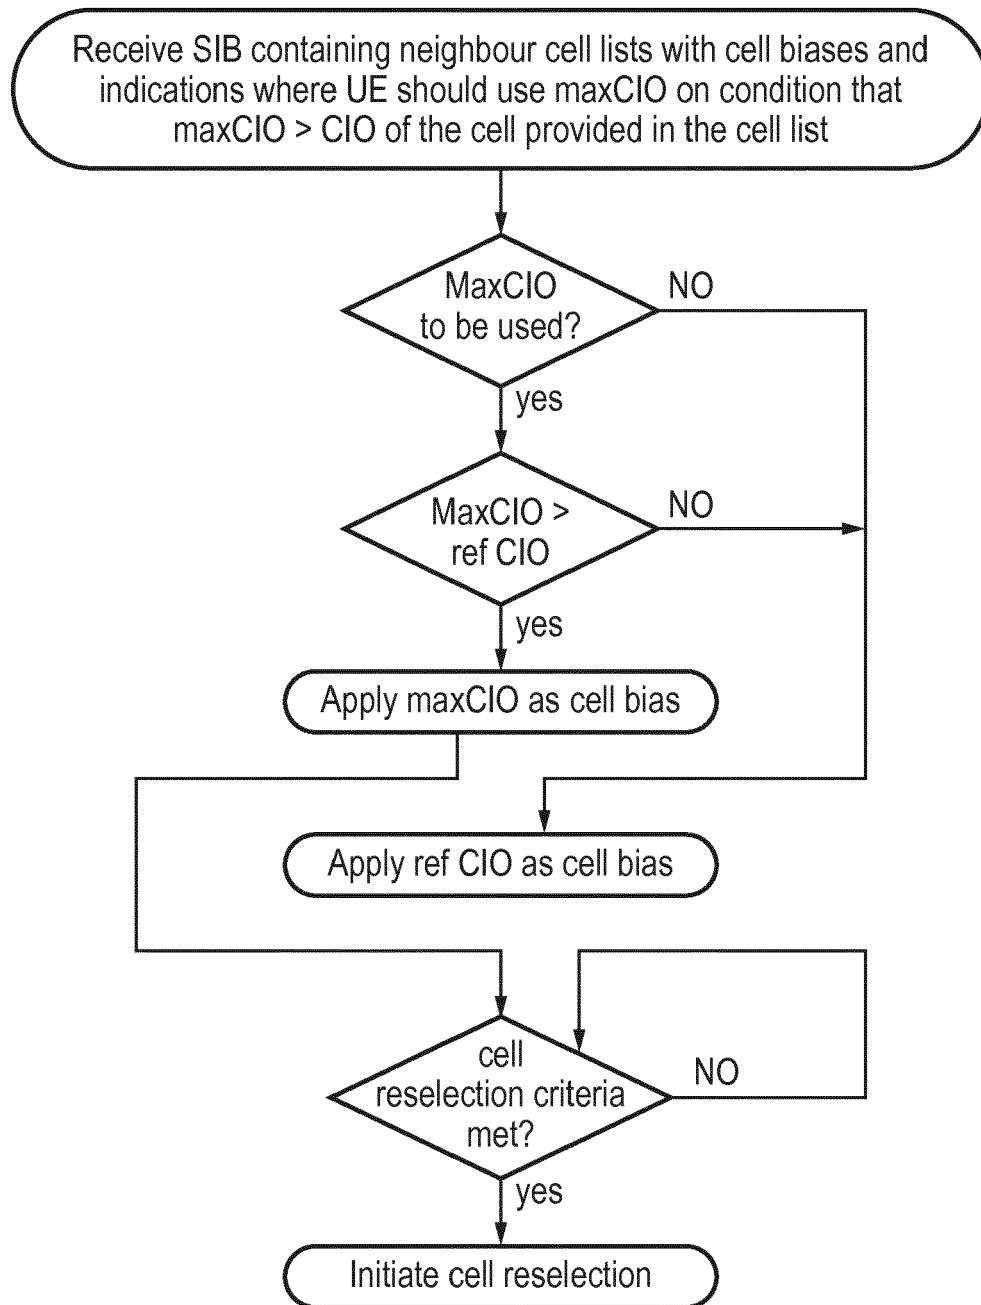 Receive SIB containing neighbour cell lists with cell biases and
indications where UE should use maxCIO on condition that
maxCIO > CIO of the cell provided in the cell list
MaxCIO
to be used?
NO
yes
MaxCIO >
ref CIO
NO
yes
Apply maxCIO as cell bias
Apply ref CIO as cell bias
cell
reselection criteria
met?
NO
yes
Initiate cell reselection